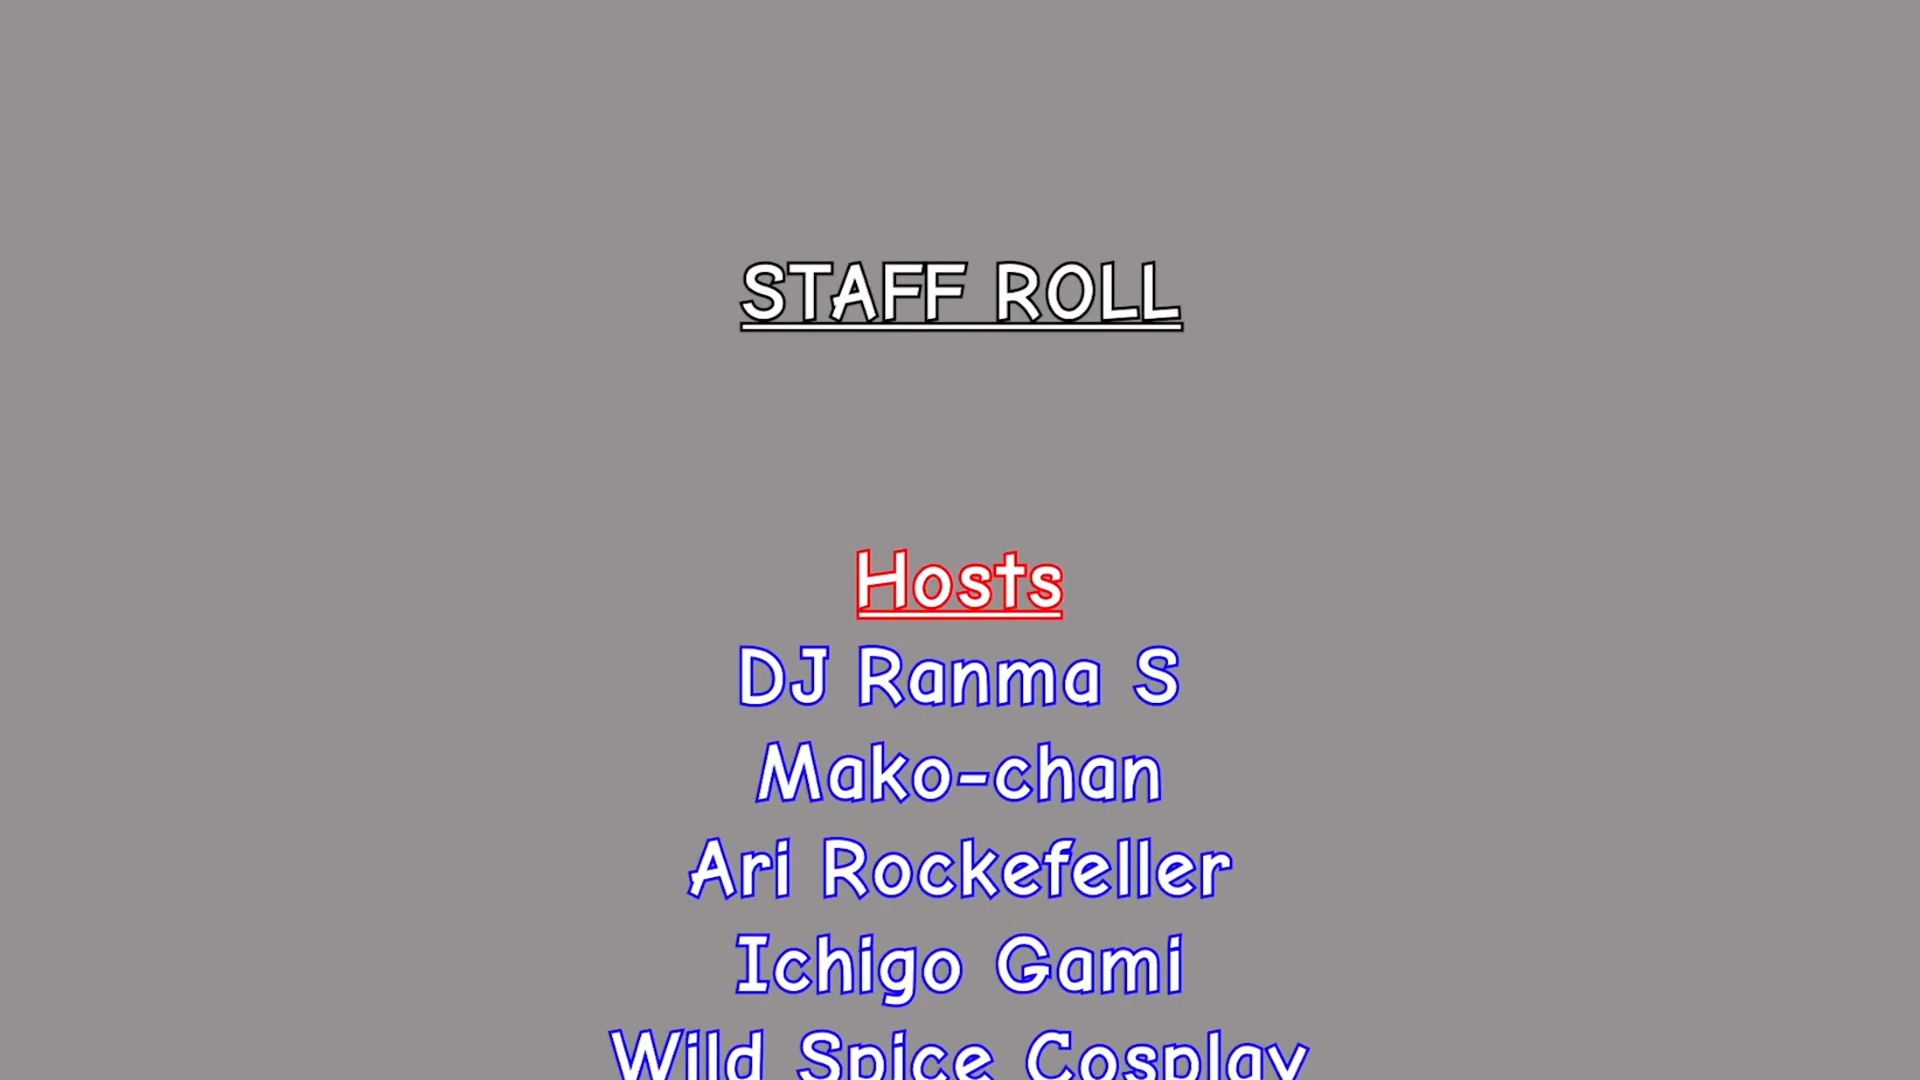 STAFF ROLL
Hosts
DJ Ranma S
Mako-chan
Ari Rockefeller
Ichigo Gami
Wild Spice Cosplay